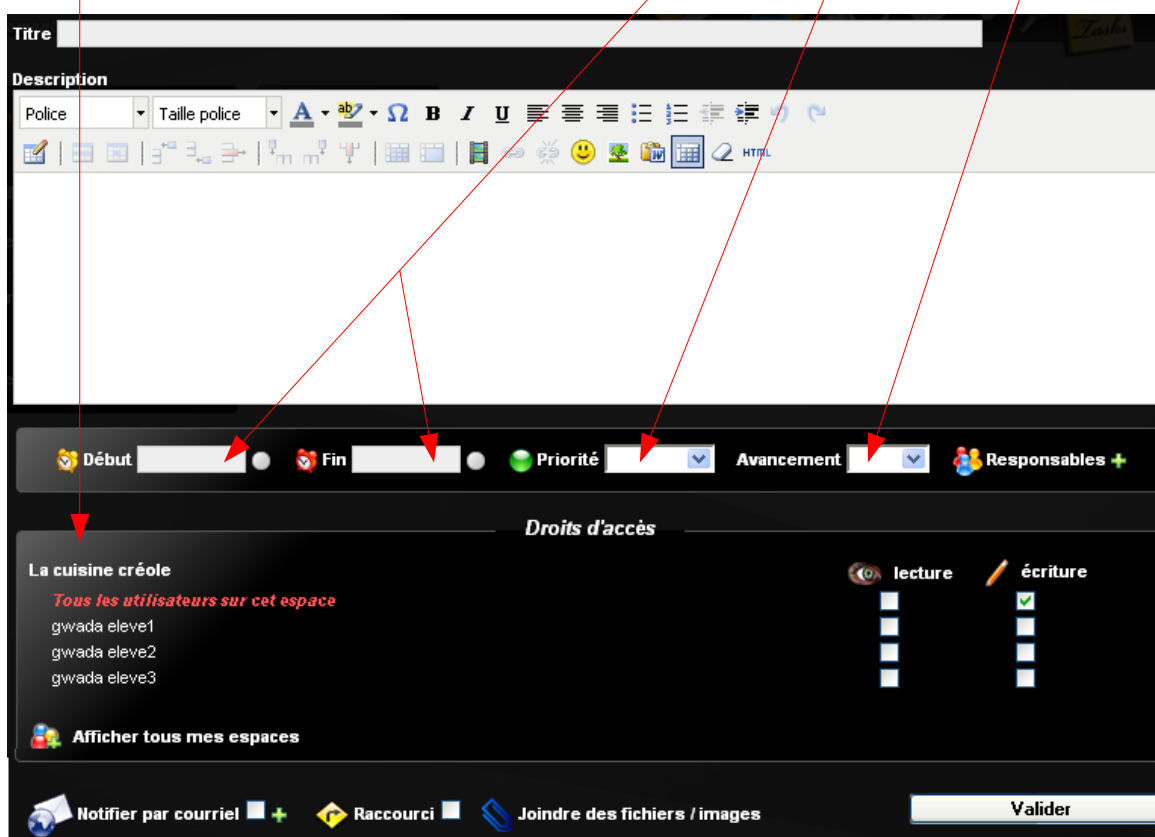 Tasks
Titre
Description
Police Taille police A ab Ω B I U
HTML
Début Fin Priorité Avancement Responsables
Droits d'accès
La cuisine créole lecture écriture
Tous les utilisateurs sur cet espace
gwada eleve1
gwada eleve2
gwada eleve3
Afficher tous mes espaces
Notifier par courriel Raccourci Joindre des fichiers / images Valider